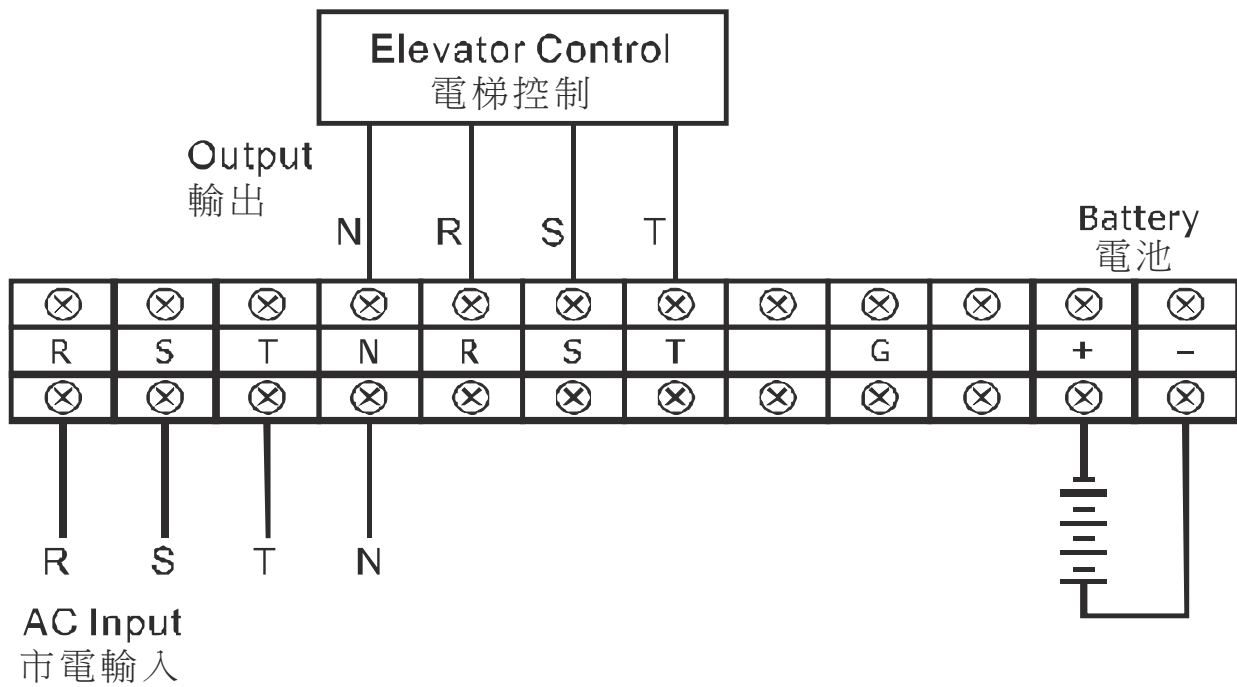 Elevator Control
電梯控制
Output
輸出
N R S T
Battery
電池
R S T N R S T G + −
R S T N
AC Input
市電輸入